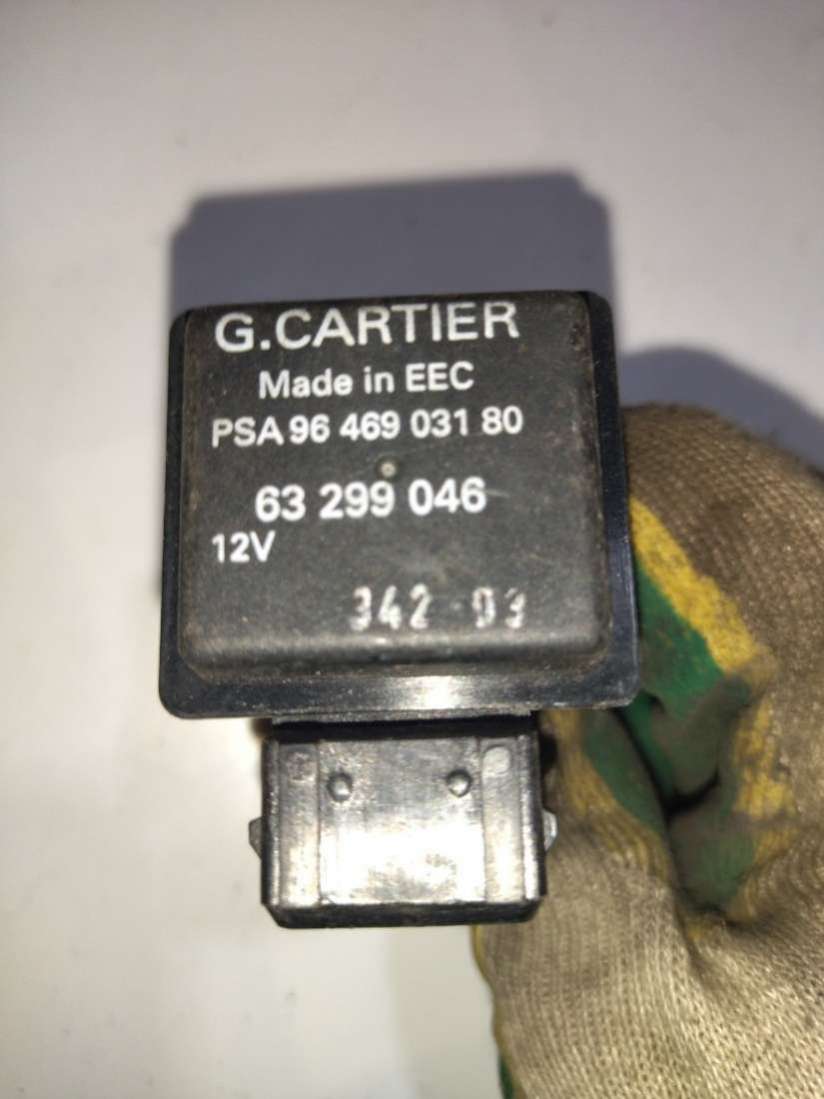 G.CARTIER
Made in EEC
PSA 96 469 031 80
63 299 046
12V
342 03